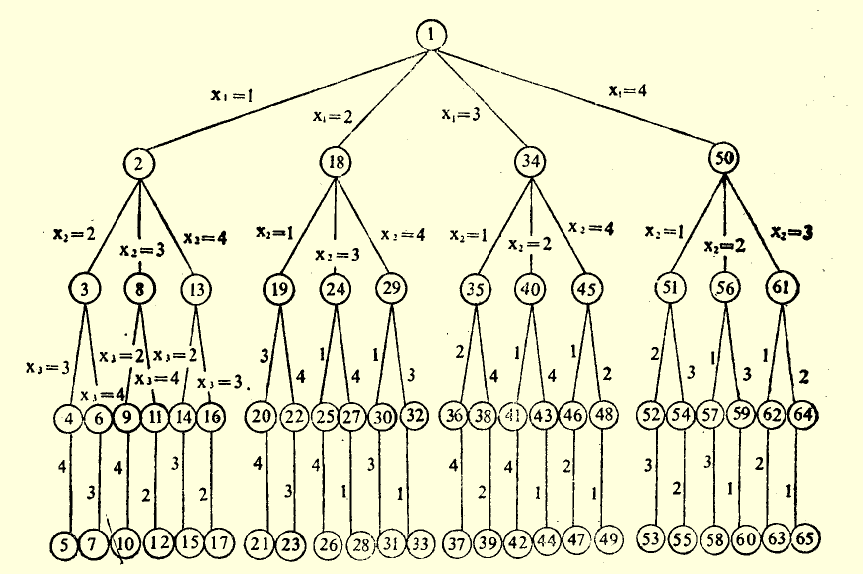 1
x₁=1 x₁=2 x₁=3 x₁=4
2 18 34 50
x₂=2 x₂=3 x₂=4 x₂=1 x₂=3 x₂=4 x₂=1 x₂=2 x₂=4 x₂=1 x₂=2 x₂=3
3 8 13 19 24 29 35 40 45 51 56 61
x₃=3 x₃=4 x₃=2 x₃=4 x₃=2 x₃=3 3 4 1 4 1 3 2 4 1 4 1 2 2 3 1 3 1 2
4 6 9 11 14 16 20 22 25 27 30 32 36 38 41 43 46 48 52 54 57 59 62 64
4 3 4 2 3 2 4 3 4 1 3 1 4 2 4 1 2 1 3 2 3 1 2 1
5 7 10 12 15 17 21 23 26 28 31 33 37 39 42 44 47 49 53 55 58 60 63 65